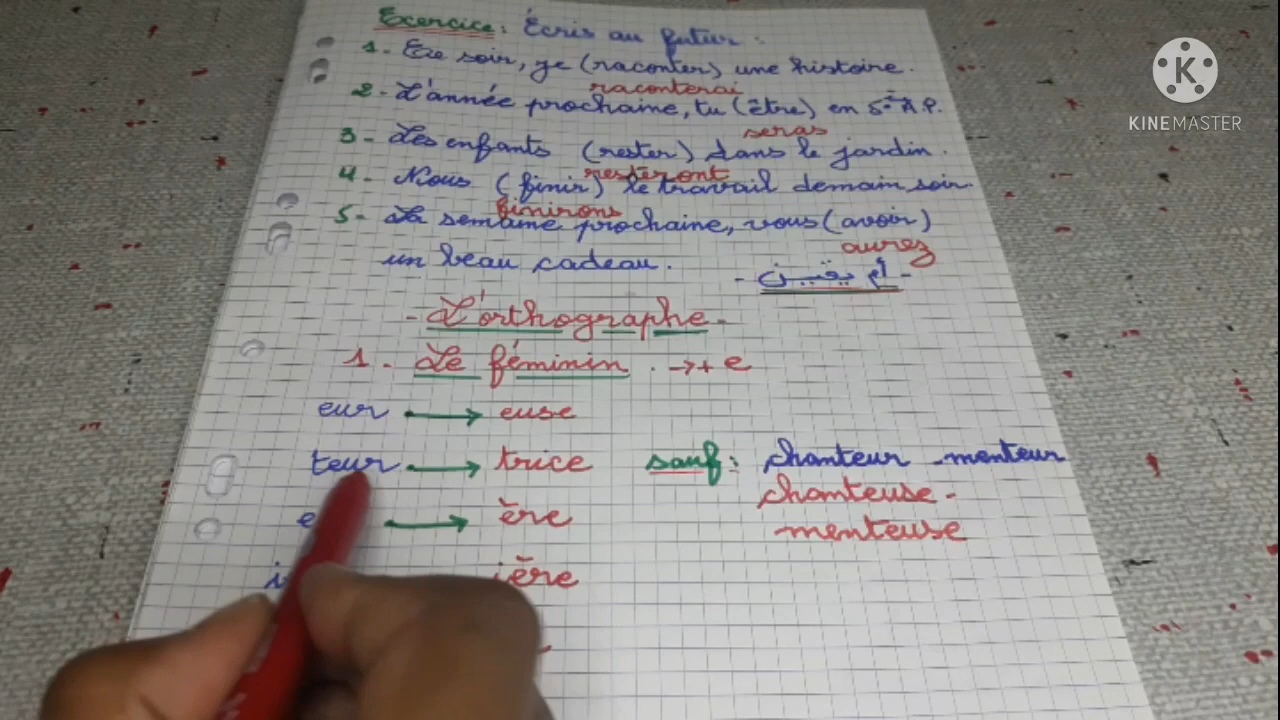 Exercice: Écris au futur:
1- Ce soir, je (raconter) une histoire.
raconterai
2- L'année prochaine, tu (être) en 5ème A.P.
seras
3- Les enfants (rester) dans le jardin.
resteront
4- Nous (finir) le travail demain soir.
finirons
5- La semaine prochaine, vous (avoir)
aurez
un beau cadeau.
- أم يقين -
- L'orthographe -
1. Le féminin. →+ e
eur → euse
teur → trice sauf: chanteur - menteur
chanteuse -
menteuse
→ ère
ière
K
KINEMASTER